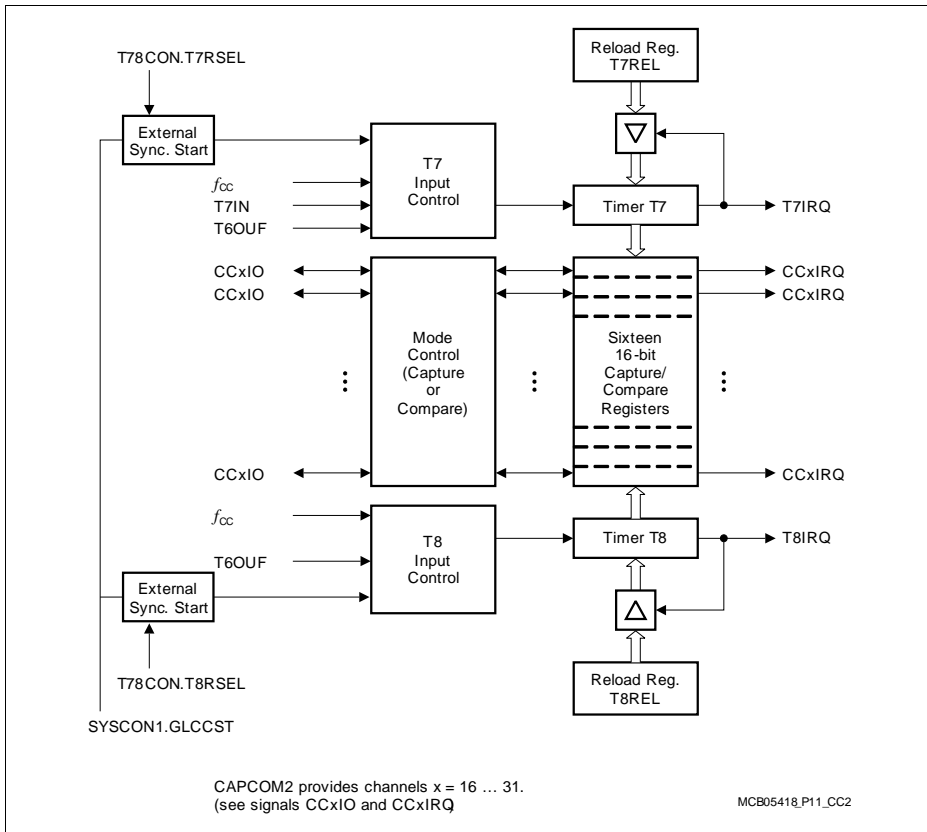 T78CON.T7RSEL
Reload Reg.
T7REL
External
Sync. Start
T7
Input
Control
fCC
T7IN
T6OUF
Timer T7
T7IRQ
CCxIO
CCxIO
CCxIRQ
CCxIRQ
Mode
Control
(Capture
or
Compare)
Sixteen
16-bit
Capture/
Compare
Registers
CCxIO
CCxIRQ
fCC
T6OUF
T8
Input
Control
Timer T8
T8IRQ
External
Sync. Start
T78CON.T8RSEL
Reload Reg.
T8REL
SYSCON1.GLCCST
CAPCOM2 provides channels x = 16 … 31.
(see signals CCxIO and CCxIRQ)
MCB05418_P11_CC2